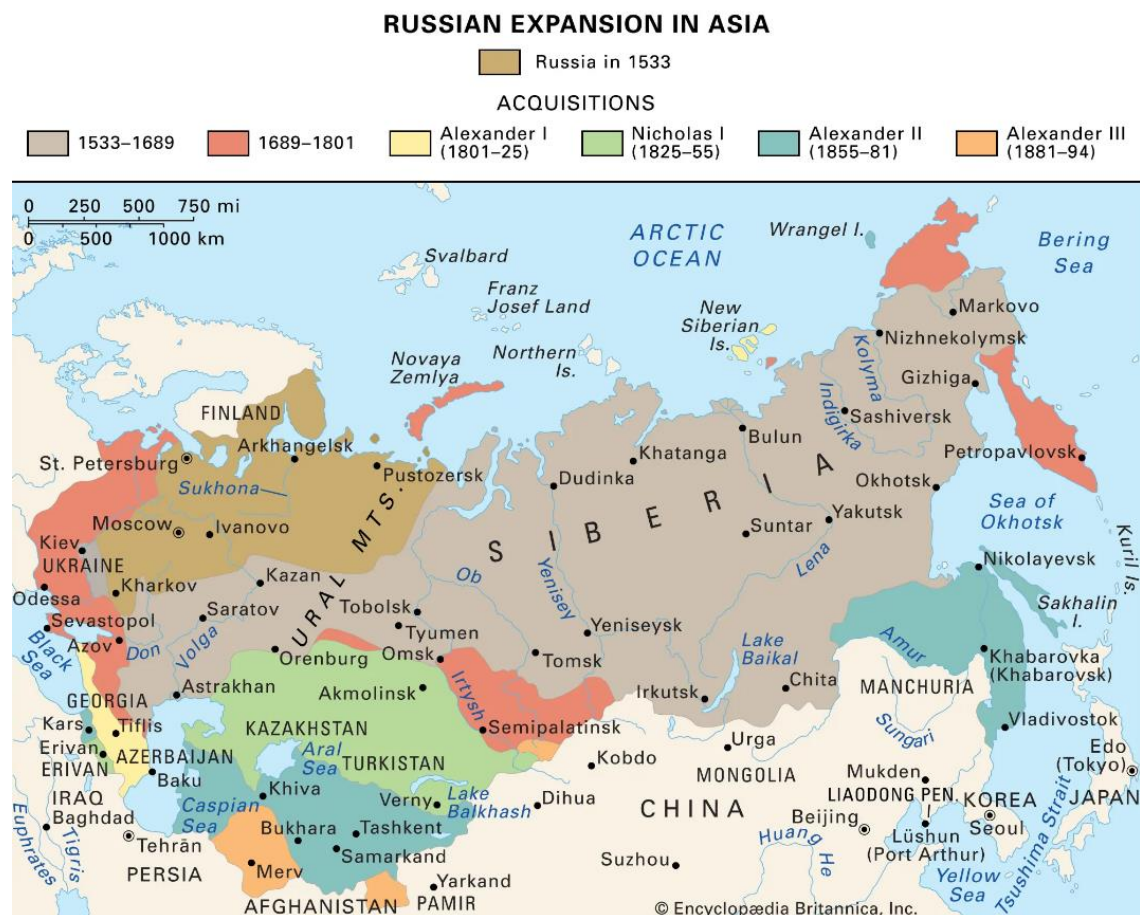 RUSSIAN EXPANSION IN ASIA
Russia in 1533
ACQUISITIONS
1533–1689
1689–1801
Alexander I
(1801–25)
Nicholas I
(1825–55)
Alexander II
(1855–81)
Alexander III
(1881–94)
0 250 500 750 mi
0 500 1000 km
ARCTIC
OCEAN
Wrangel I.
Bering
Sea
Svalbard
Franz
Josef Land
New
Siberian
Is.
Northern
Is.
Novaya
Zemlya
Markovo
Nizhnekolymsk
Kolyma
Gizhiga
Indigirka
Sashiversk
FINLAND
Arkhangelsk
St. Petersburg
Pustozersk
Sukhona
Moscow
Ivanovo
Khatanga
Dudinka
Bulun
Petropavlovsk
Okhotsk
Sea of
Okhotsk
SIBERIA
URAL MTS.
Suntar
Yakutsk
Lena
Kiev
UKRAINE
Kharkov
Kazan
Ob
Yenisey
Nikolayevsk
Kuril Is.
Odessa
Saratov
Tobolsk
Sakhalin
I.
Sevastopol
Tyumen
Yeniseysk
Black
Sea
Azov
Don
Volga
Orenburg
Omsk
Tomsk
Lake
Baikal
Amur
Khabarovka
(Khabarovsk)
Astrakhan
Akmolinsk
Irtysh
Irkutsk
Chita
MANCHURIA
GEORGIA
Kars
Tiflis
KAZAKHSTAN
Semipalatinsk
Vladivostok
Erivan
ERIVAN
AZERBAIJAN
Aral
Sea
TURKISTAN
Kobdo
Urga
Sungari
Edo
(Tokyo)
Baku
MONGOLIA
Mukden
IRAQ
Baghdad
Caspian
Sea
Khiva
Verny
Lake
Balkhash
Dihua
CHINA
LIAODONG PEN.
KOREA
JAPAN
Tehrān
Bukhara
Tashkent
Beijing
Seoul
Euphrates
Tigris
Samarkand
Huang
He
Lüshun
(Port Arthur)
Tsushima Strait
PERSIA
Merv
Suzhou
Yellow
Sea
Yarkand
AFGHANISTAN
PAMIR
© Encyclopædia Britannica, Inc.